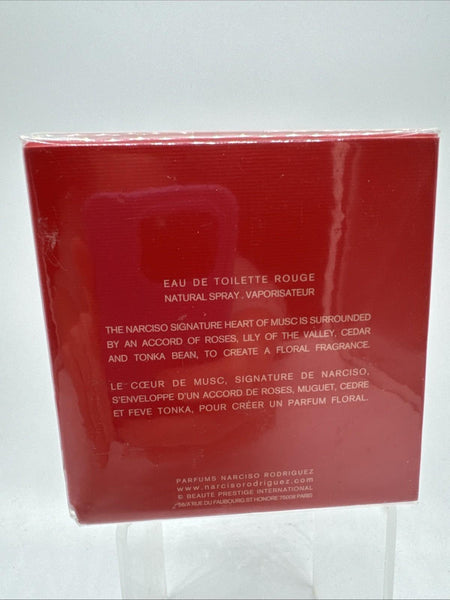 EAU DE TOILETTE ROUGE
NATURAL SPRAY . VAPORISATEUR
THE NARCISO SIGNATURE HEART OF MUSC IS SURROUNDED
BY AN ACCORD OF ROSES, LILY OF THE VALLEY, CEDAR
AND TONKA BEAN, TO CREATE A FLORAL FRAGRANCE.
LE CŒUR DE MUSC, SIGNATURE DE NARCISO,
S'ENVELOPPE D'UN ACCORD DE ROSES, MUGUET, CEDRE
ET FEVE TONKA, POUR CRÉER UN PARFUM FLORAL.
PARFUMS NARCISO RODRIGUEZ
www.narcisorodriguez.com
© BEAUTÉ PRESTIGE INTERNATIONAL
56/A RUE DU FAUBOURG ST HONORE 75008 PARIS